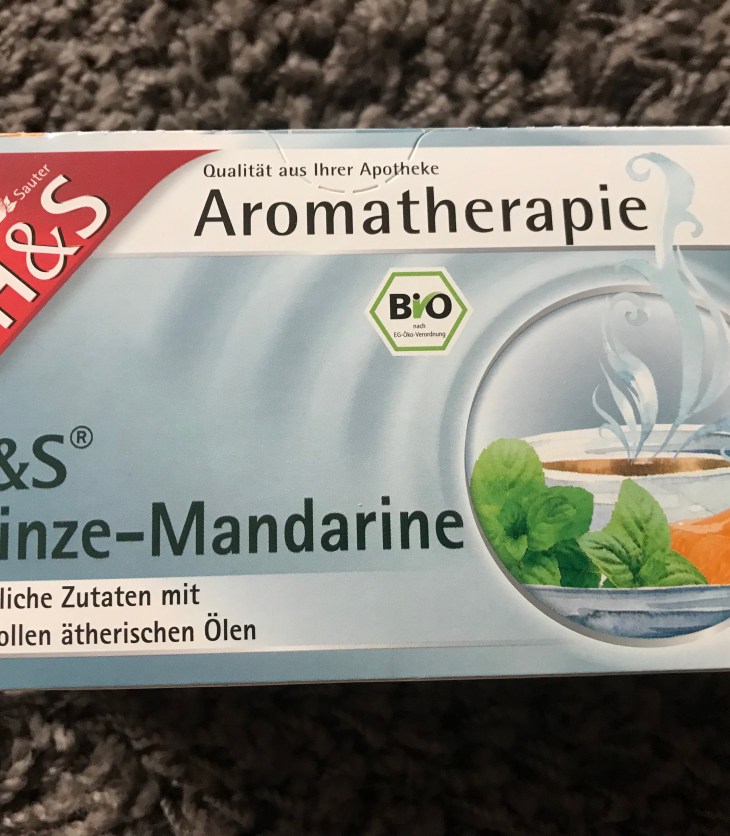 Sauter
H&S
Qualität aus Ihrer Apotheke
Aromatherapie
BiO
nach
EG-Öko-Verordnung
&S®
inze-Mandarine
liche Zutaten mit
ollen ätherischen Ölen